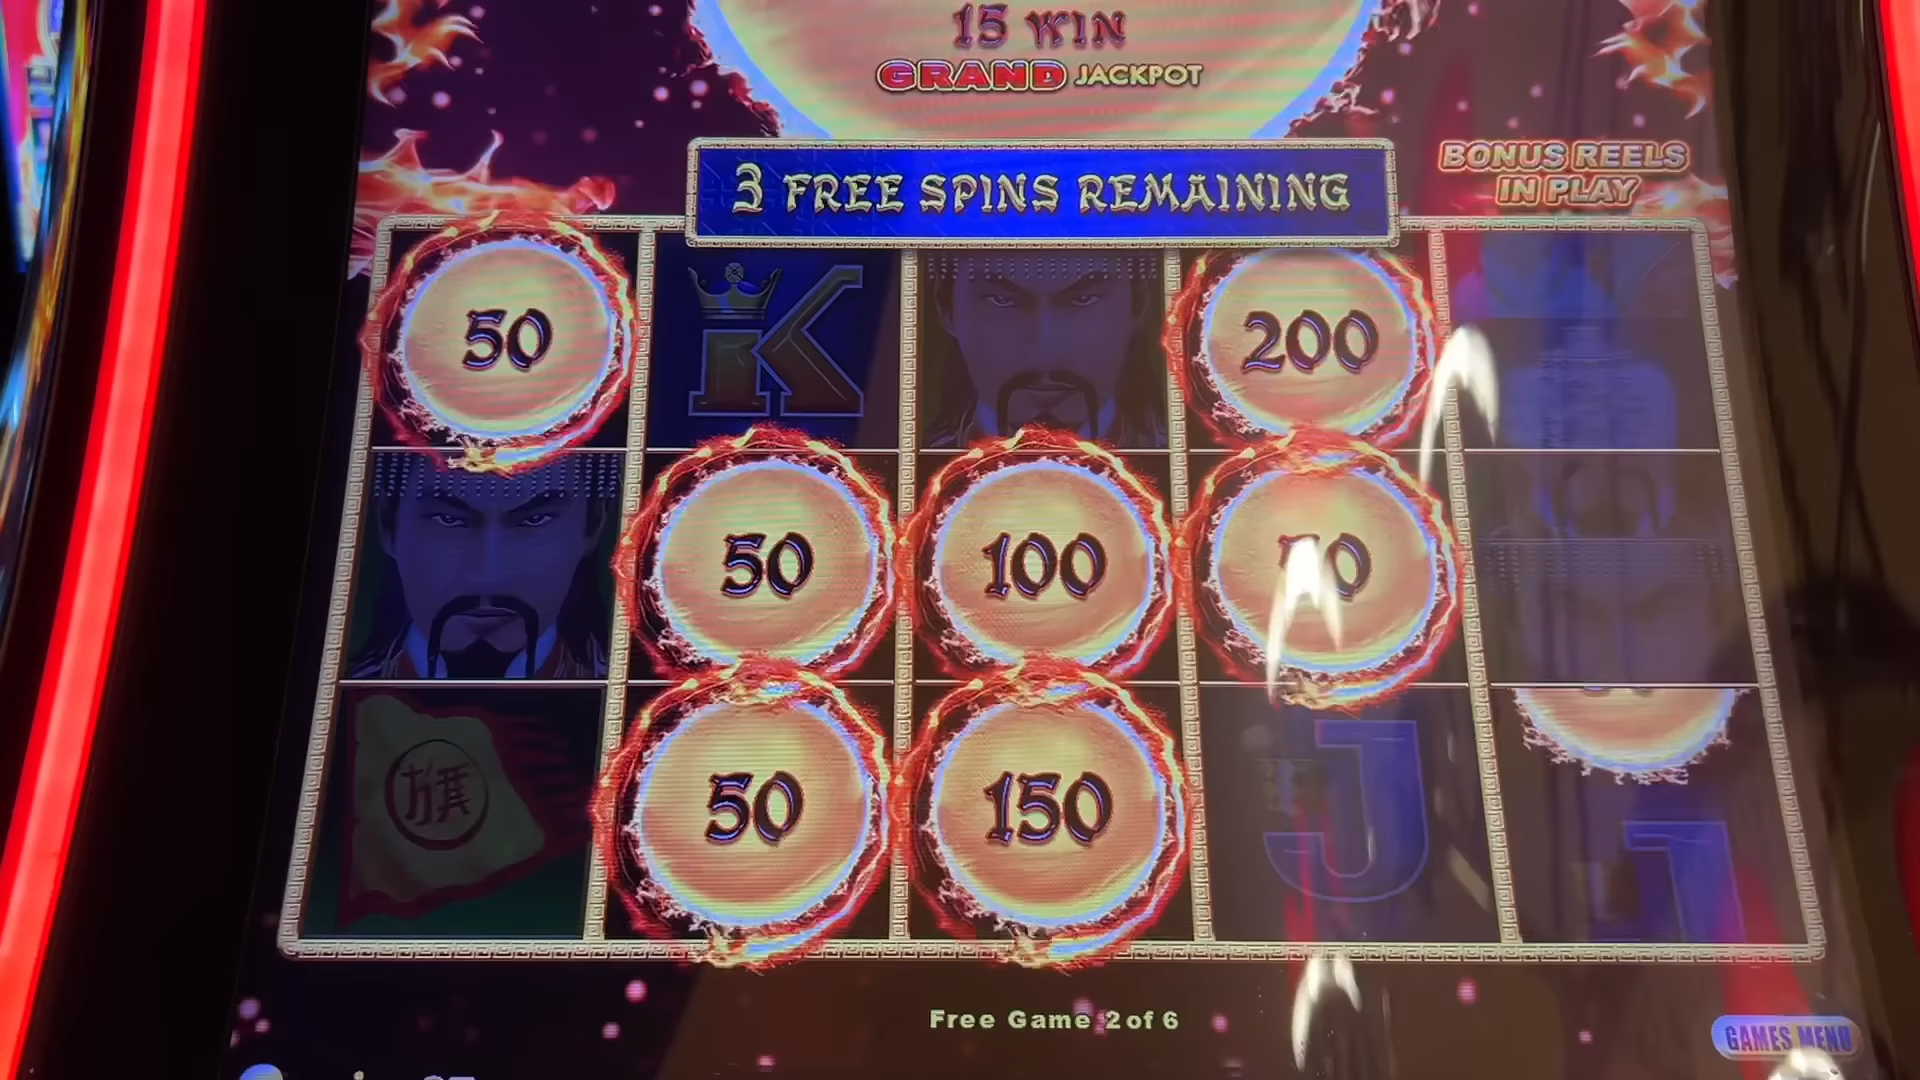 15 WIN
GRAND JACKPOT
3 FREE SPINS REMAINING
BONUS REELS
IN PLAY
50
K
200
50
100
50
旗
50
150
J
J
Free Game 2 of 6
GAMES MENU